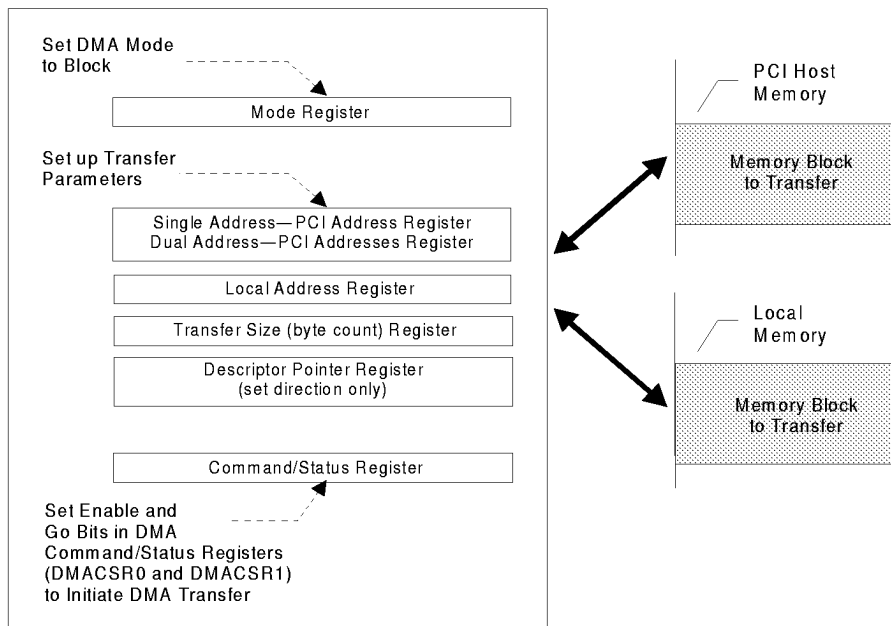 Set DMA Mode
to Block
Mode Register
Set up Transfer
Parameters
Single Address—PCI Address Register
Dual Address—PCI Addresses Register
Local Address Register
Transfer Size (byte count) Register
Descriptor Pointer Register
(set direction only)
Command/Status Register
Set Enable and
Go Bits in DMA
Command/Status Registers
(DMACSR0 and DMACSR1)
to Initiate DMA Transfer
PCI Host
Memory
Memory Block
to Transfer
Local
Memory
Memory Block
to Transfer